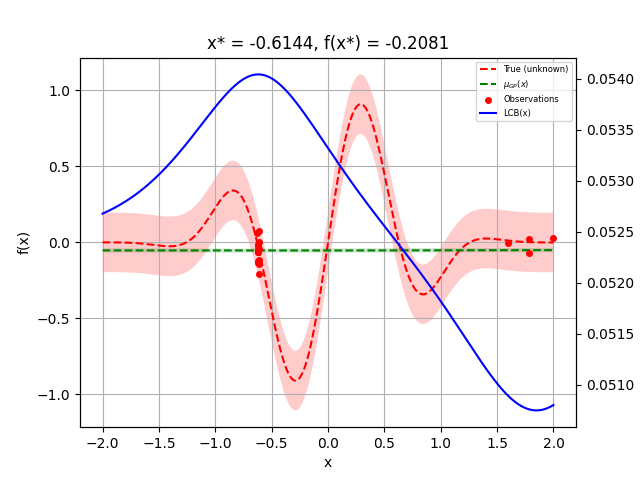 x* = -0.6144, f(x*) = -0.2081
True (unknown)
μGP(x)
Observations
LCB(x)
f(x)
1.0
0.5
0.0
−0.5
−1.0
0.0540
0.0535
0.0530
0.0525
0.0520
0.0515
0.0510
−2.0 −1.5 −1.0 −0.5 0.0 0.5 1.0 1.5 2.0
x